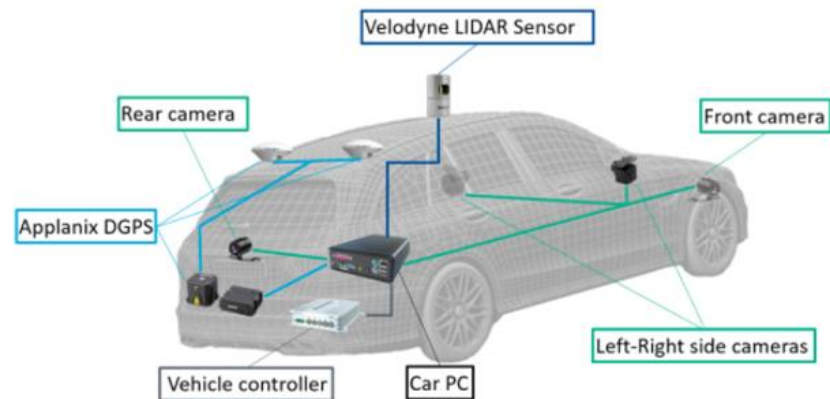 Velodyne LIDAR Sensor
Rear camera
Front camera
Applanix DGPS
Left-Right side cameras
Vehicle controller
Car PC